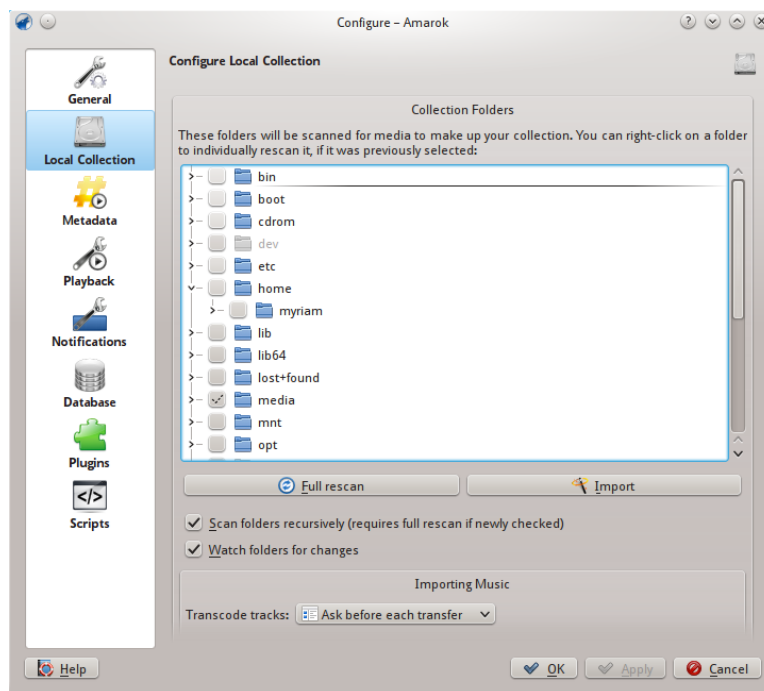 Configure – Amarok
General
Local Collection
Metadata
Playback
Notifications
Database
Plugins
Scripts
Configure Local Collection
Collection Folders
These folders will be scanned for media to make up your collection. You can right-click on a folder
to individually rescan it, if it was previously selected:
bin
boot
cdrom
dev
etc
home
myriam
lib
lib64
lost+found
media
mnt
opt
Full rescan
Import
Scan folders recursively (requires full rescan if newly checked)
Watch folders for changes
Importing Music
Transcode tracks: Ask before each transfer
Help
OK
Apply
Cancel